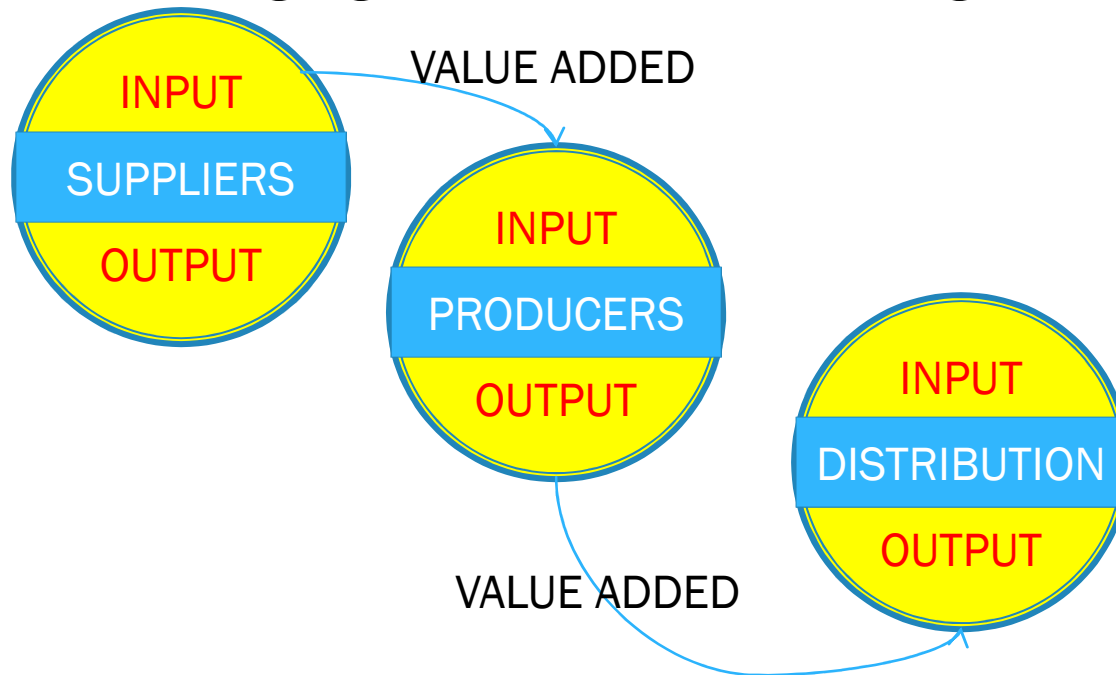 VALUE ADDED
INPUT
SUPPLIERS
OUTPUT
INPUT
PRODUCERS
OUTPUT
INPUT
DISTRIBUTION
OUTPUT
VALUE ADDED